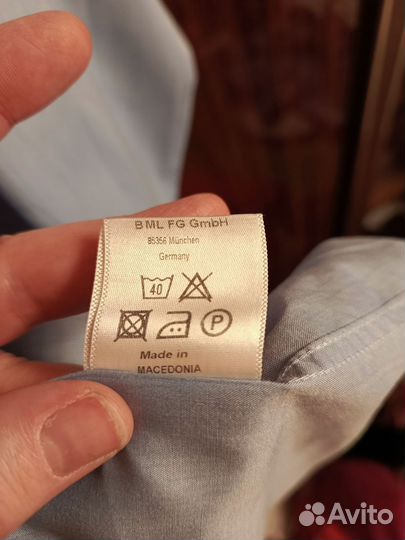 BML FG GmbH
85356 München
Germany
40
P
Made in
MACEDONIA
Avito